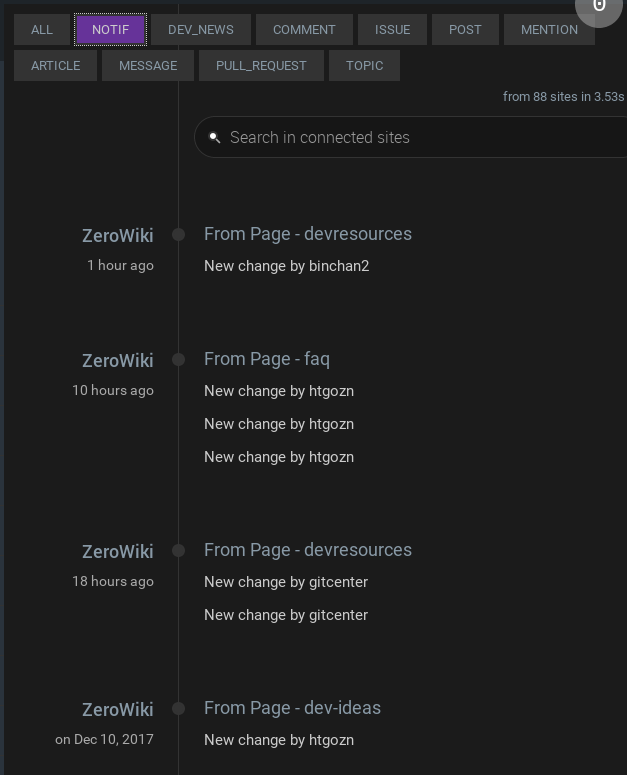 0
ALL NOTIF DEV_NEWS COMMENT ISSUE POST MENTION
ARTICLE MESSAGE PULL_REQUEST TOPIC
from 88 sites in 3.53s
Search in connected sites
ZeroWiki From Page - devresources
1 hour ago New change by binchan2
ZeroWiki From Page - faq
10 hours ago New change by htgozn
New change by htgozn
New change by htgozn
ZeroWiki From Page - devresources
18 hours ago New change by gitcenter
New change by gitcenter
ZeroWiki From Page - dev-ideas
on Dec 10, 2017 New change by htgozn